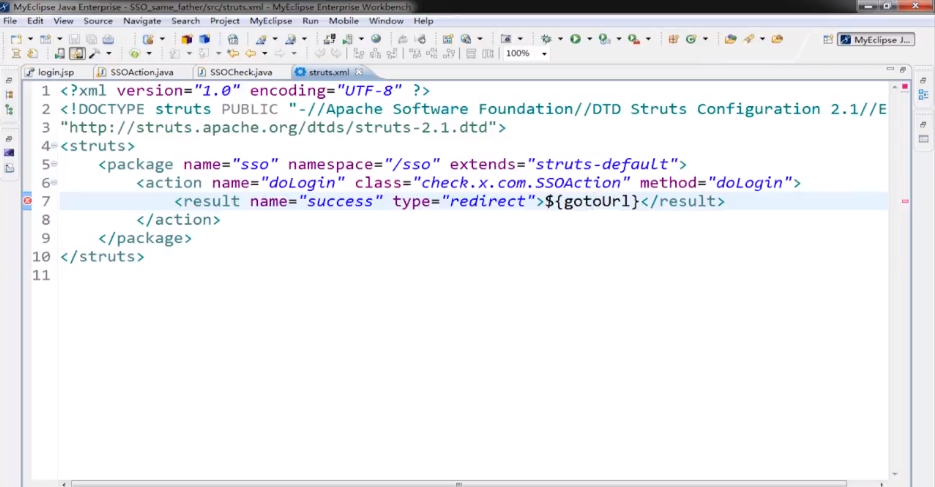 MyEclipse Java Enterprise - SSO_same_father/src/struts.xml - MyEclipse Enterprise Workbench
File Edit View Source Navigate Search Project MyEclipse Run Mobile Window Help
100%
MyEclipse J...
login.jsp SSOAction.java SSOCheck.java struts.xml
1 <?xml version="1.0" encoding="UTF-8" ?>
2 <!DOCTYPE struts PUBLIC "-//Apache Software Foundation//DTD Struts Configuration 2.1//E
3 "http://struts.apache.org/dtds/struts-2.1.dtd">
4 <struts>
5 <package name="sso" namespace="/sso" extends="struts-default">
6 <action name="doLogin" class="check.x.com.SSOAction" method="doLogin">
7 <result name="success" type="redirect">${gotoUrl}</result>
8 </action>
9 </package>
10 </struts>
11